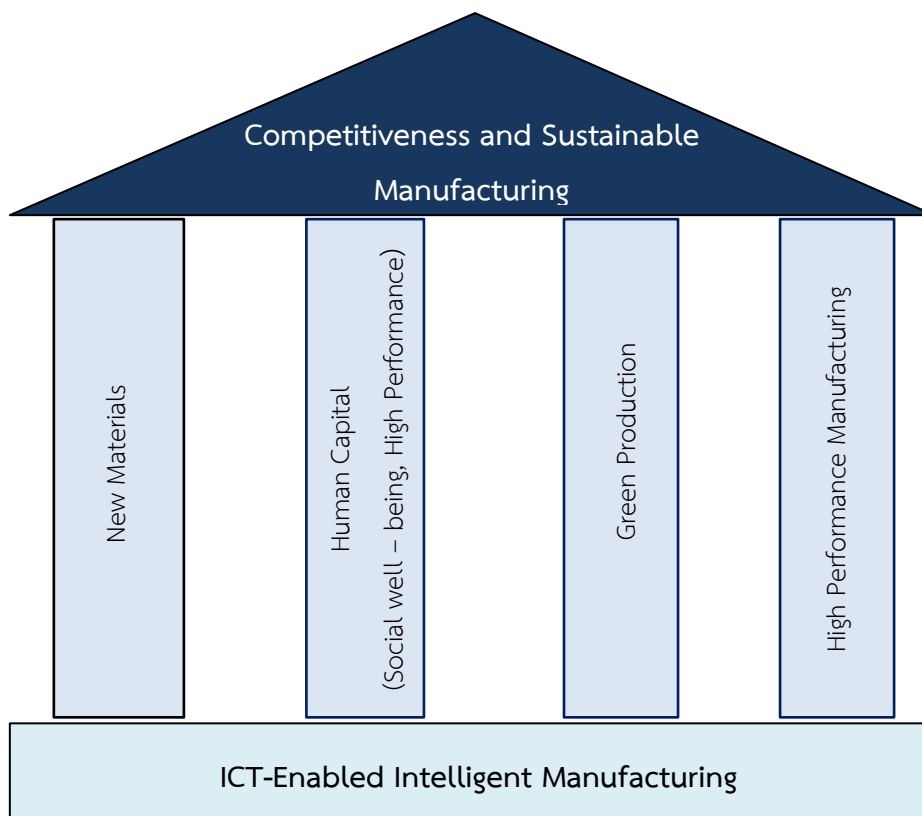 Competitiveness and Sustainable
Manufacturing
New Materials
Human Capital
(Social well – being, High Performance)
Green Production
High Performance Manufacturing
ICT-Enabled Intelligent Manufacturing